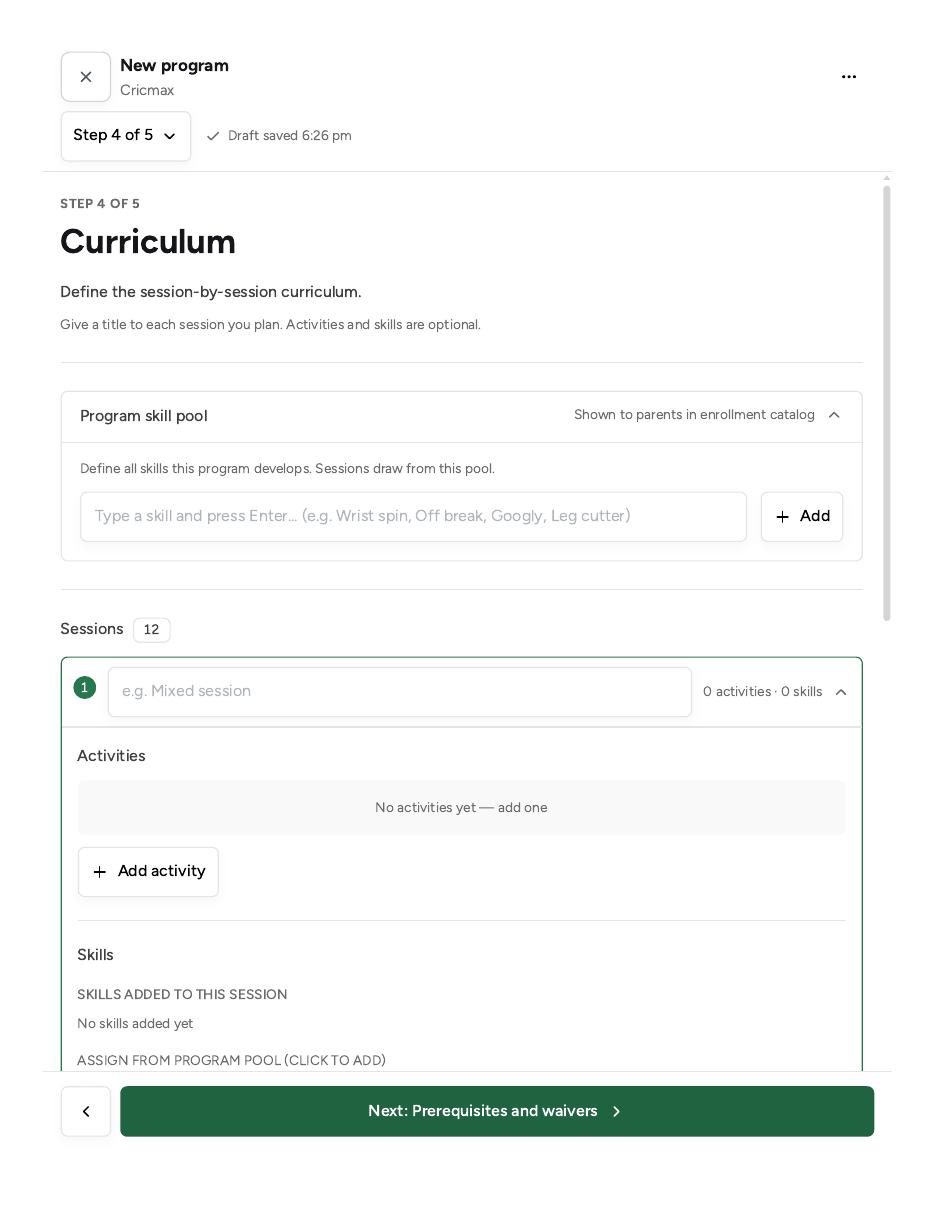 New program
Cricmax
Step 4 of 5
Draft saved 6:26 pm
STEP 4 OF 5
Curriculum
Define the session-by-session curriculum.
Give a title to each session you plan. Activities and skills are optional.
Program skill pool
Shown to parents in enrollment catalog
Define all skills this program develops. Sessions draw from this pool.
Type a skill and press Enter... (e.g. Wrist spin, Off break, Googly, Leg cutter)
+ Add
Sessions 12
1 e.g. Mixed session 0 activities · 0 skills
Activities
No activities yet — add one
+ Add activity
Skills
SKILLS ADDED TO THIS SESSION
No skills added yet
ASSIGN FROM PROGRAM POOL (CLICK TO ADD)
Next: Prerequisites and waivers